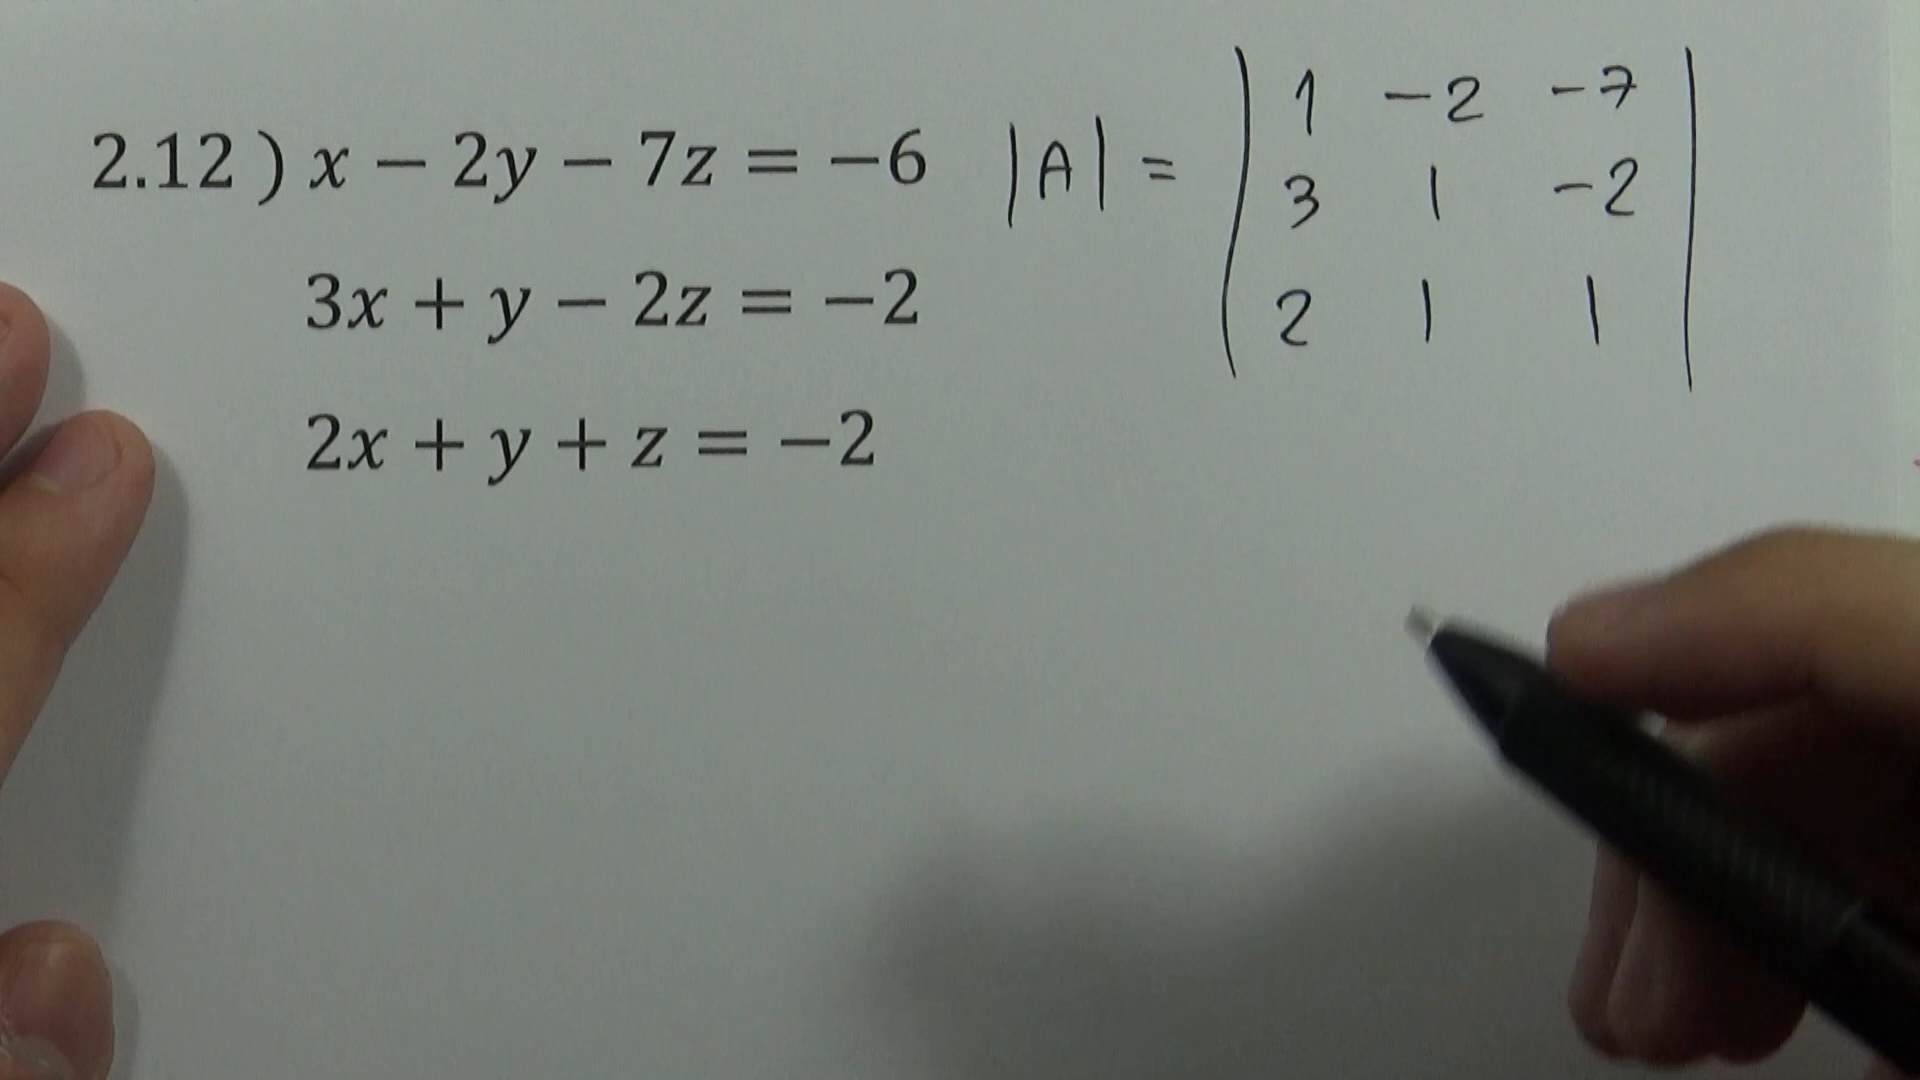 2.12 ) x − 2y − 7z = −6
3x + y − 2z = −2
2x + y + z = −2
|A| =
1 -2 -7
3 1 -2
2 1 1